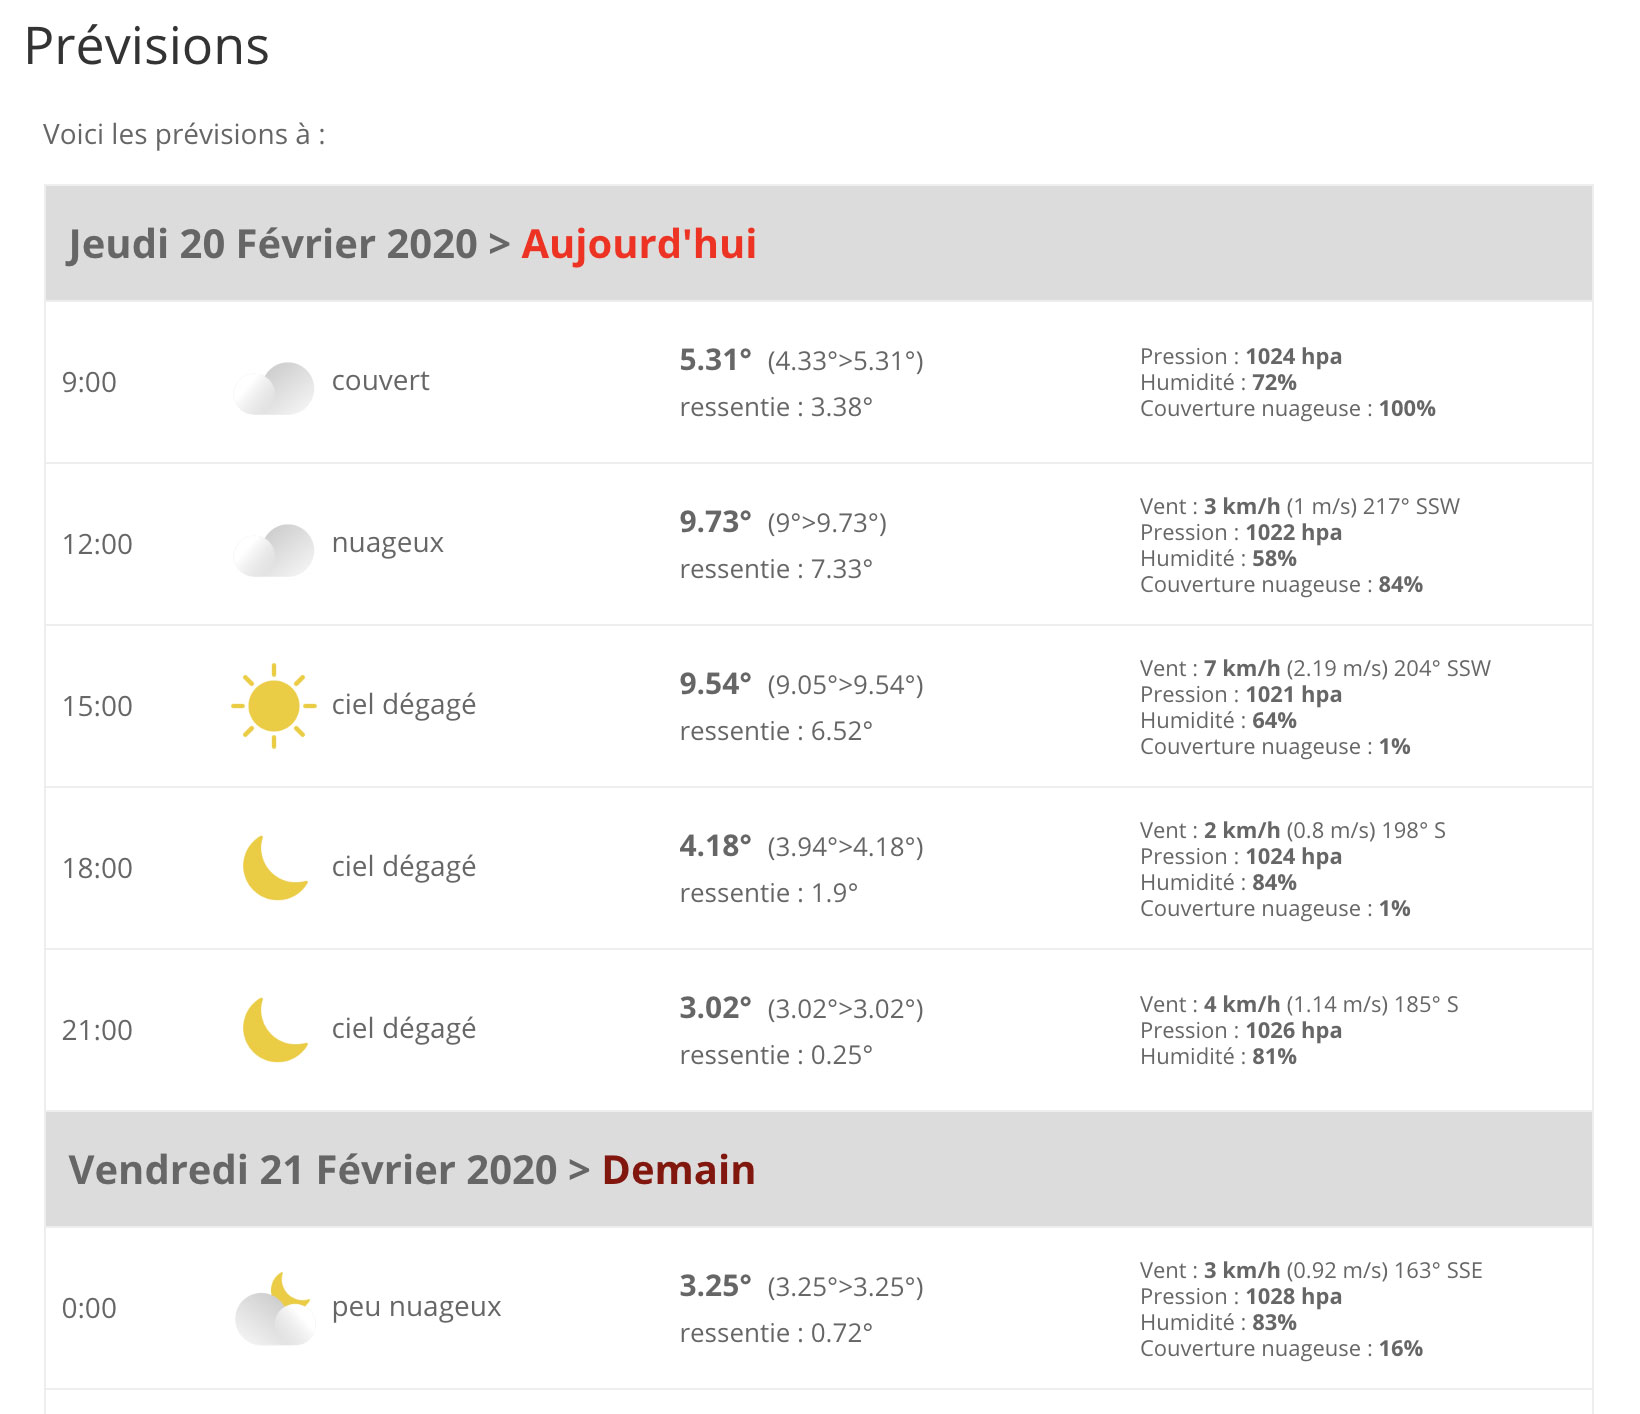 Prévisions
Voici les prévisions à :
Jeudi 20 Février 2020 > Aujourd'hui
9:00
couvert
5.31° (4.33°>5.31°)
ressentie : 3.38°
Pression : 1024 hpa
Humidité : 72%
Couverture nuageuse : 100%
12:00
nuageux
9.73° (9°>9.73°)
ressentie : 7.33°
Vent : 3 km/h (1 m/s) 217° SSW
Pression : 1022 hpa
Humidité : 58%
Couverture nuageuse : 84%
15:00
ciel dégagé
9.54° (9.05°>9.54°)
ressentie : 6.52°
Vent : 7 km/h (2.19 m/s) 204° SSW
Pression : 1021 hpa
Humidité : 64%
Couverture nuageuse : 1%
18:00
ciel dégagé
4.18° (3.94°>4.18°)
ressentie : 1.9°
Vent : 2 km/h (0.8 m/s) 198° S
Pression : 1024 hpa
Humidité : 84%
Couverture nuageuse : 1%
21:00
ciel dégagé
3.02° (3.02°>3.02°)
ressentie : 0.25°
Vent : 4 km/h (1.14 m/s) 185° S
Pression : 1026 hpa
Humidité : 81%
Vendredi 21 Février 2020 > Demain
0:00
peu nuageux
3.25° (3.25°>3.25°)
ressentie : 0.72°
Vent : 3 km/h (0.92 m/s) 163° SSE
Pression : 1028 hpa
Humidité : 83%
Couverture nuageuse : 16%